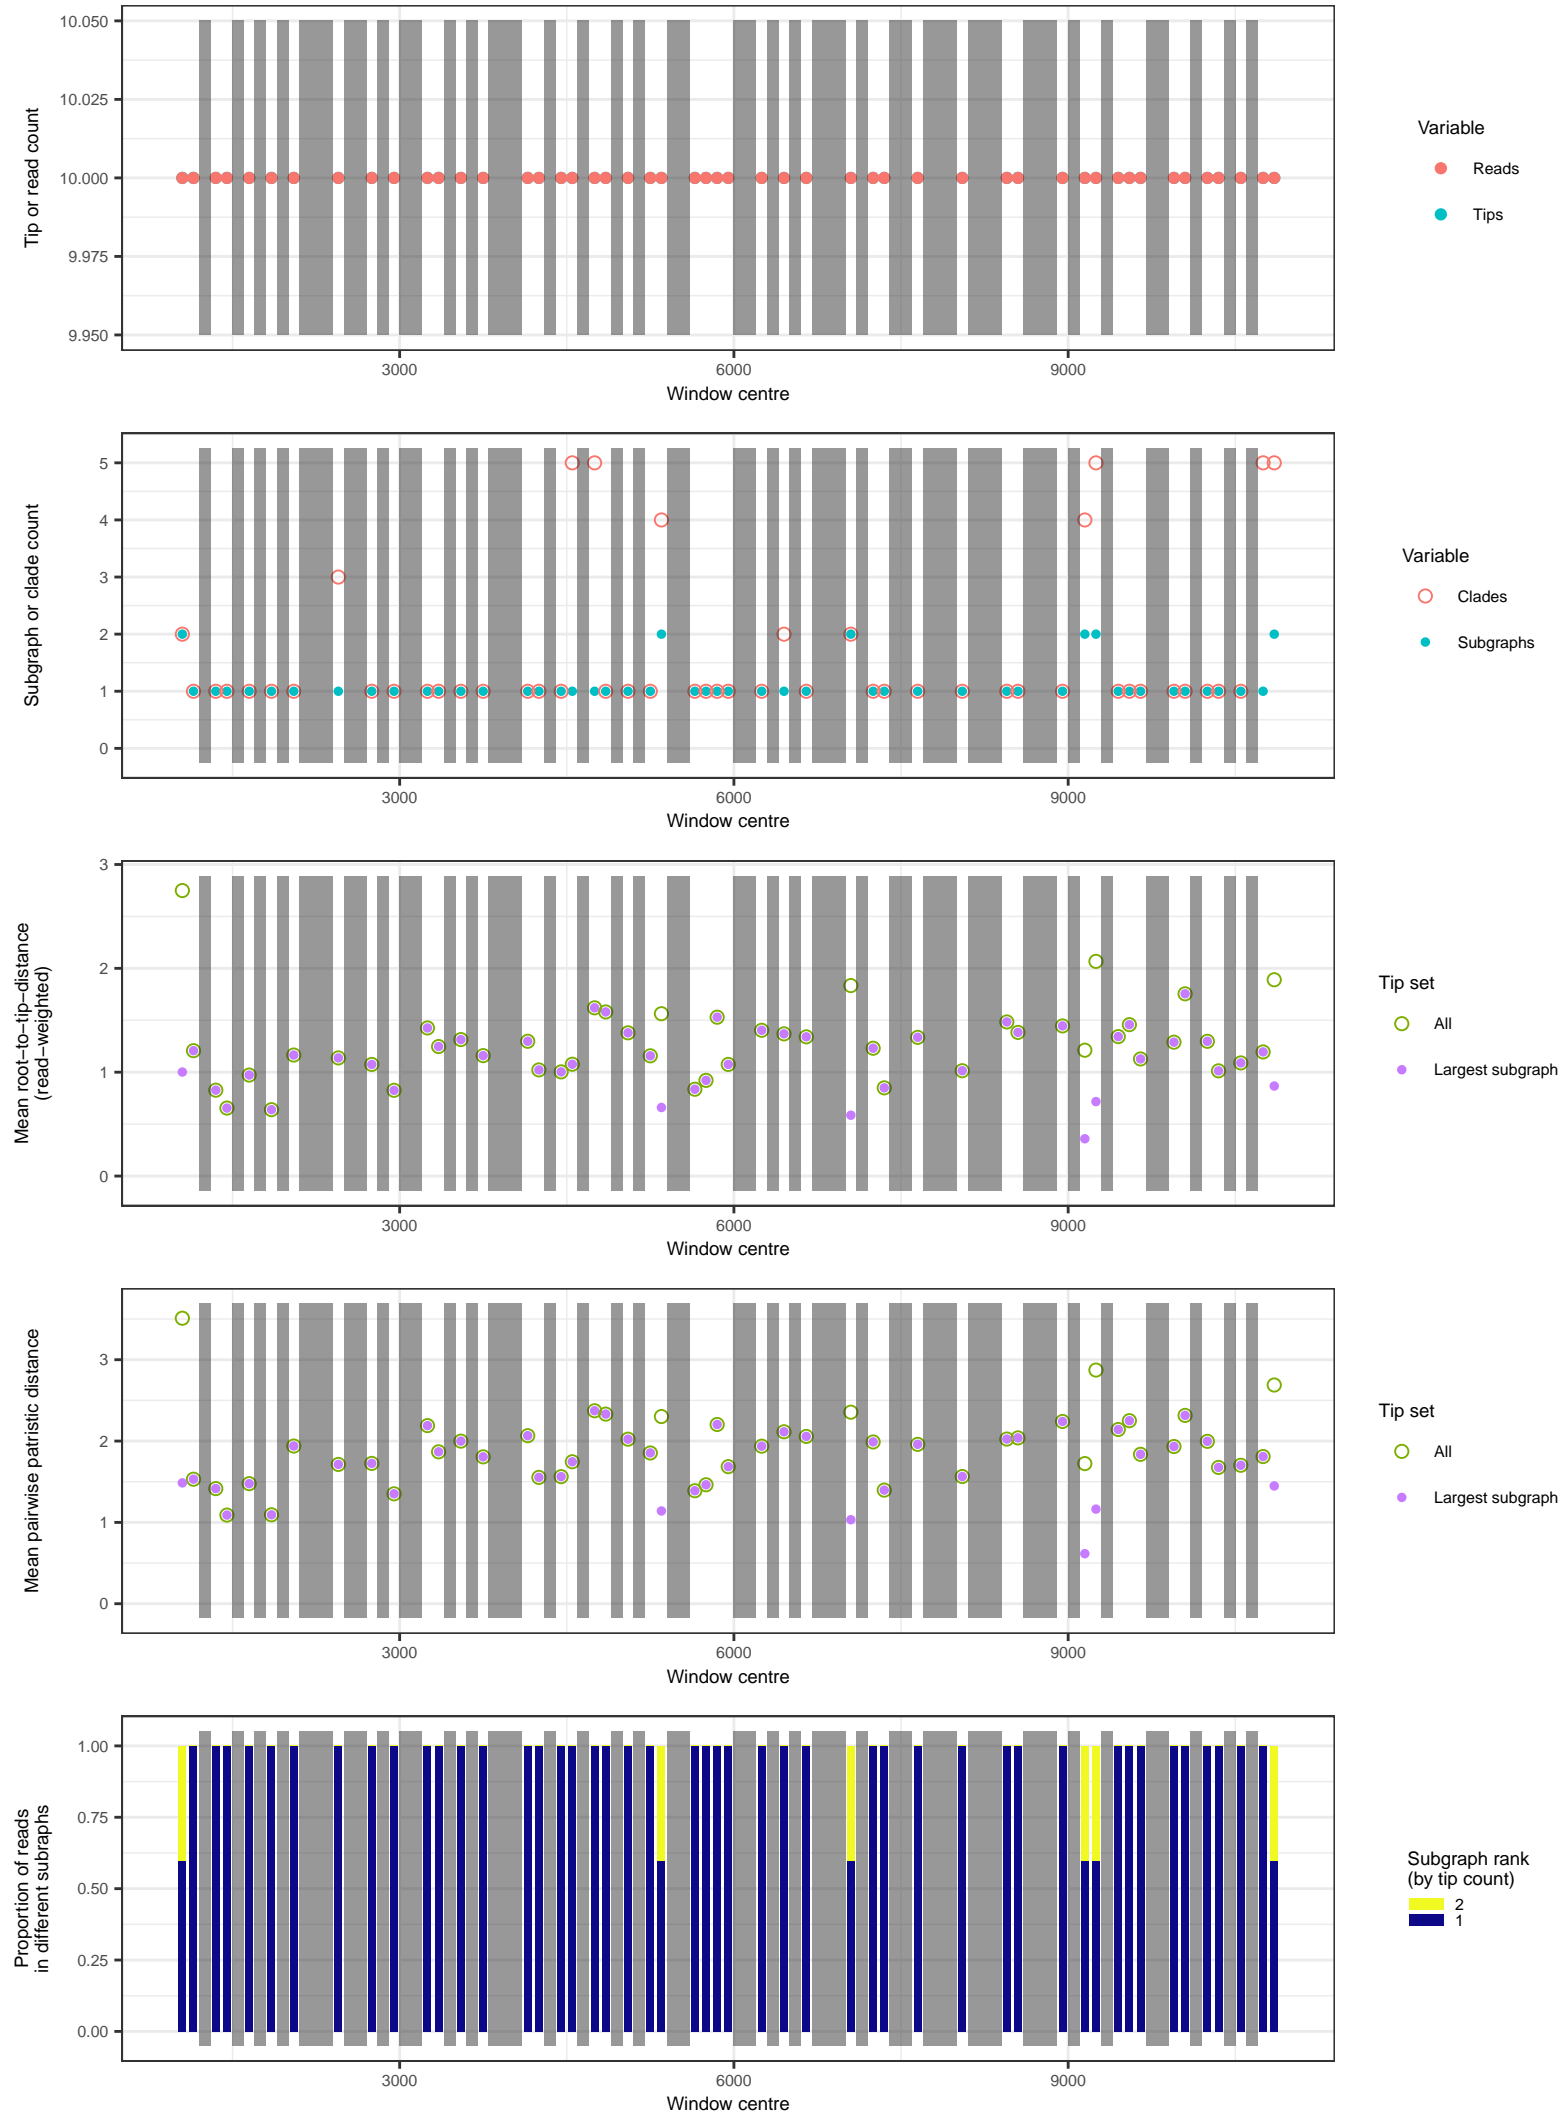 10.050
10.025
10.000
9.975
9.950
Tip or read count
3000
6000
9000
Window centre
Variable
Reads
Tips
5
4
3
2
1
0
Subgraph or clade count
3000
6000
9000
Window centre
Variable
Clades
Subgraphs
3
2
1
0
Mean root−to−tip−distance
(read−weighted)
3000
6000
9000
Window centre
Tip set
All
Largest subgraph
3
2
1
0
Mean pairwise patristic distance
3000
6000
9000
Window centre
Tip set
All
Largest subgraph
1.00
0.75
0.50
0.25
0.00
Proportion of reads
in different subraphs
3000
6000
9000
Window centre
Subgraph rank
(by tip count)
2
1